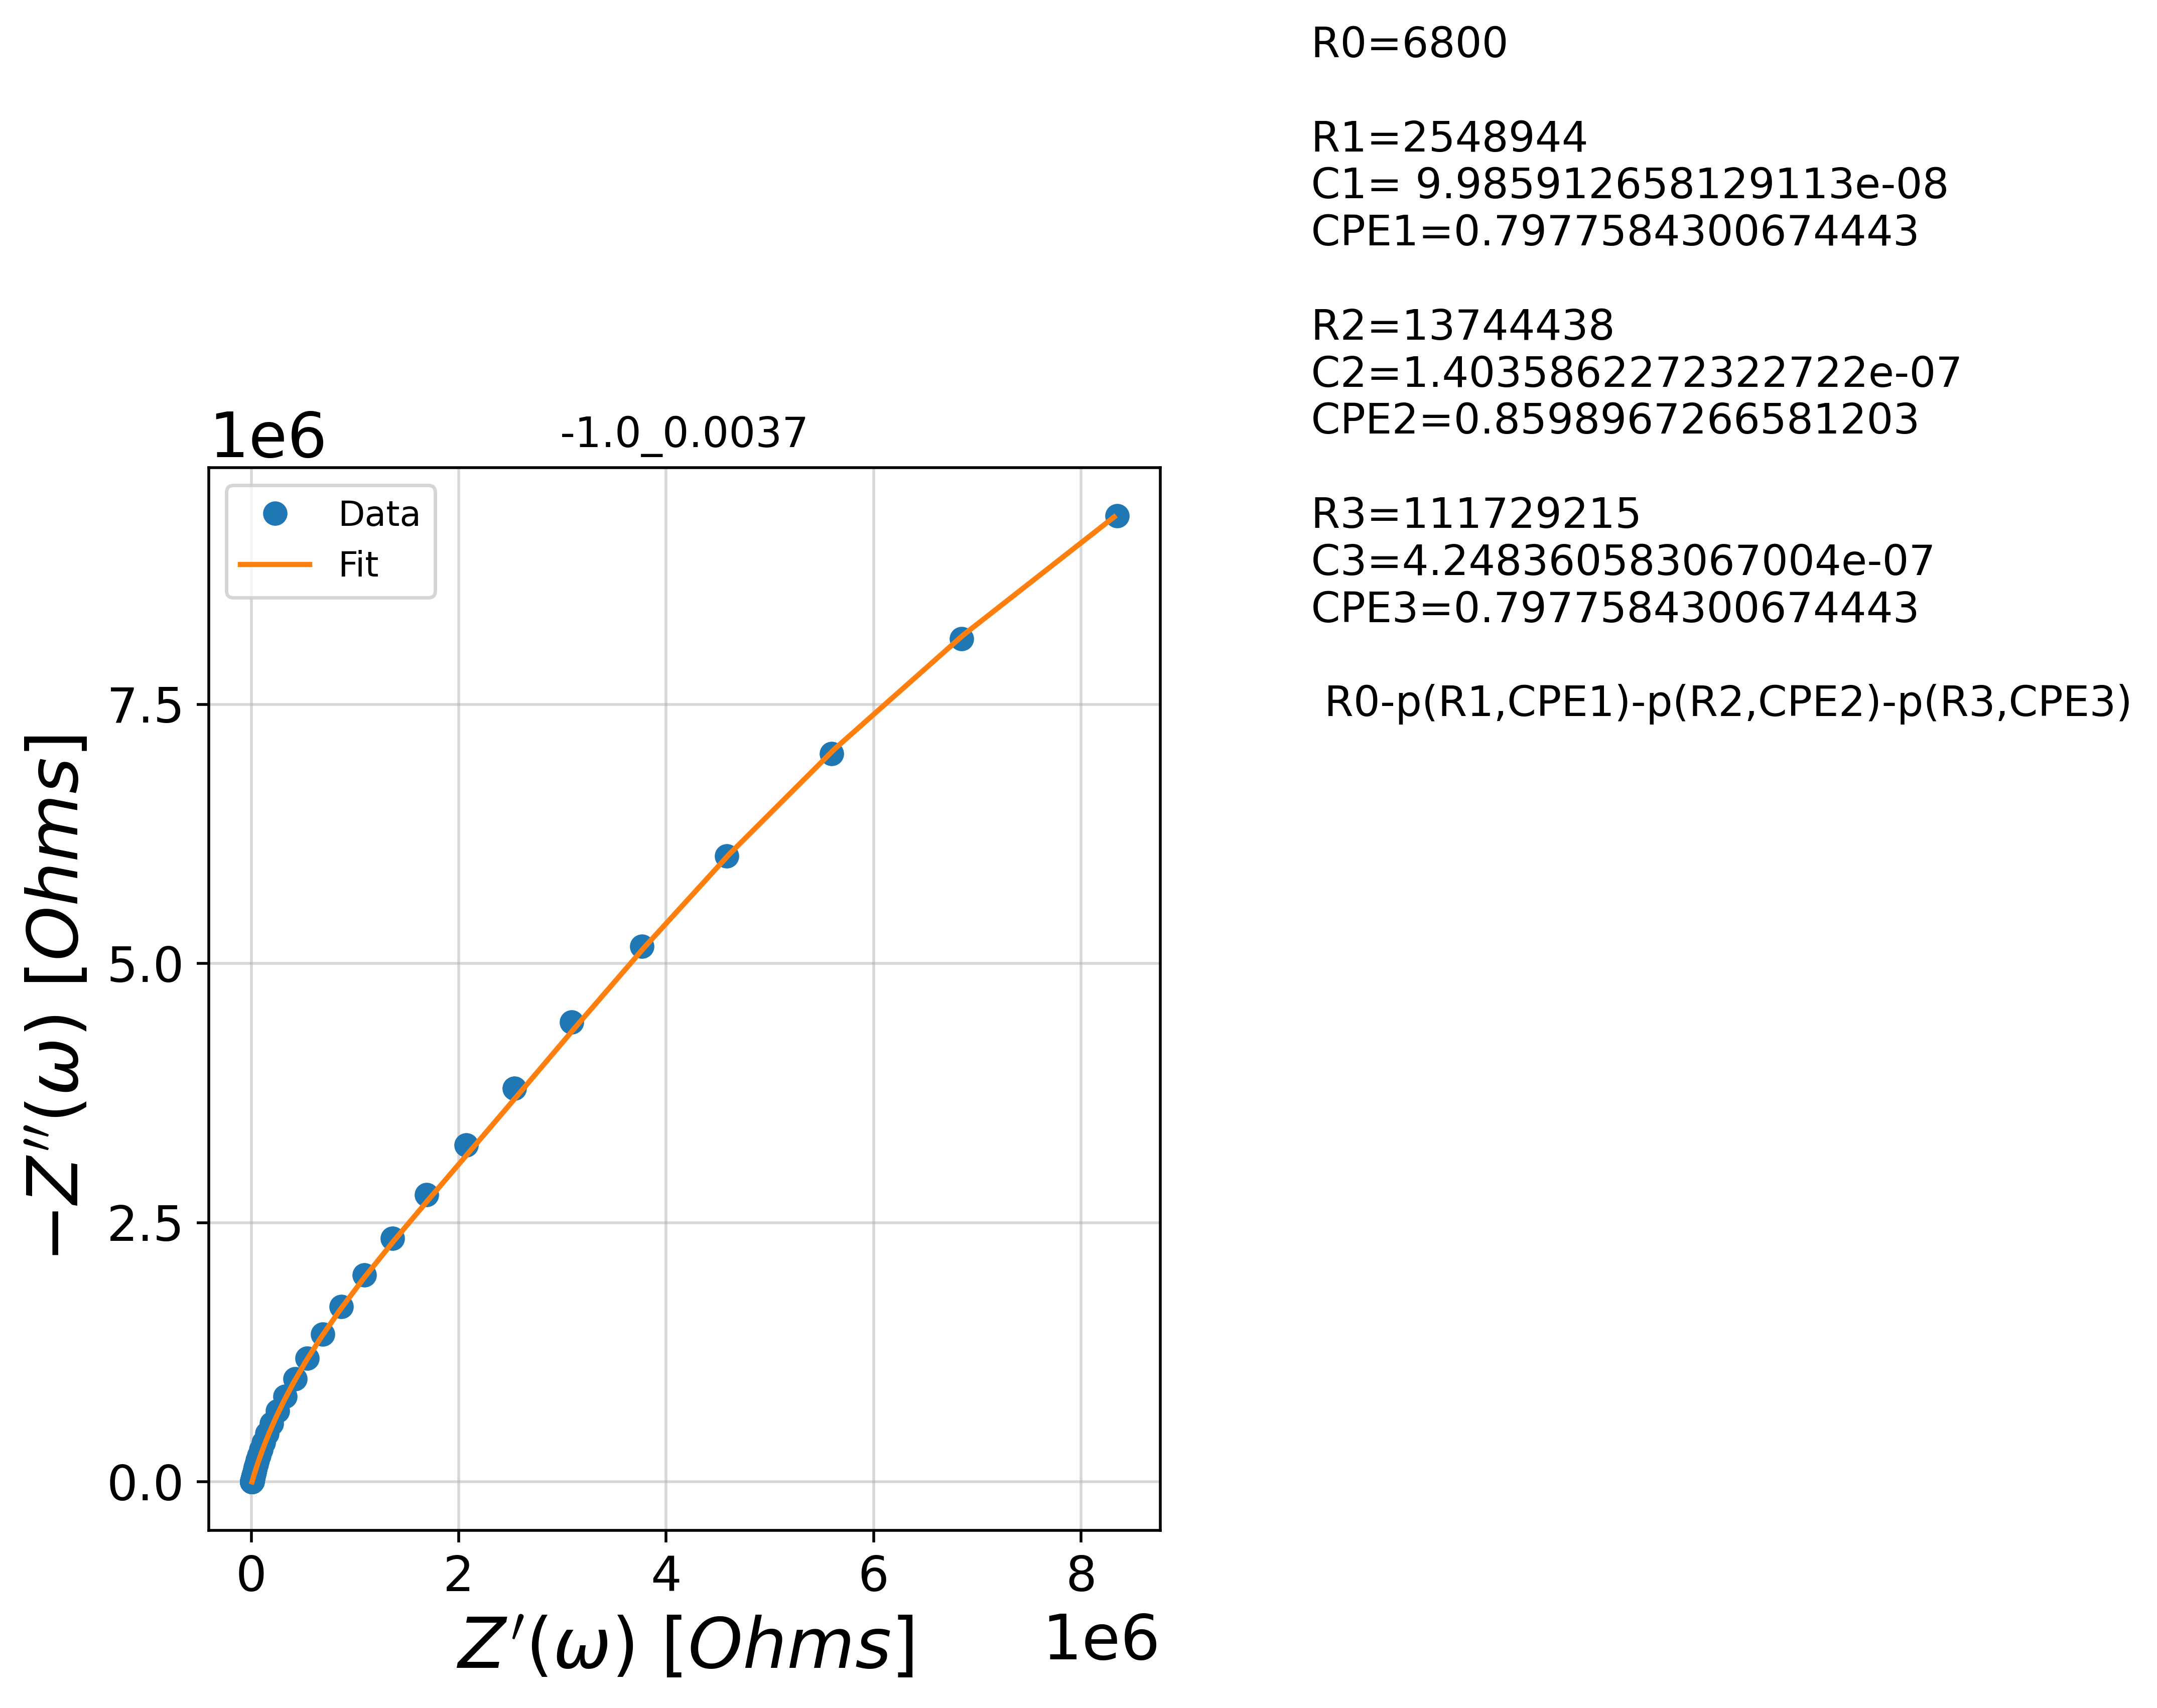 R0=6800
R1=2548944
C1= 9.985912658129113e-08
CPE1=0.7977584300674443
R2=13744438
C2=1.4035862272322722e-07
CPE2=0.8598967266581203
R3=111729215
C3=4.248360583067004e-07
CPE3=0.7977584300674443
R0-p(R1,CPE1)-p(R2,CPE2)-p(R3,CPE3)
1e6
-1.0_0.0037
Data
Fit
7.5
5.0
2.5
0.0
−Z′′(ω) [Ohms]
0 2 4 6 8
Z′(ω) [Ohms]
1e6